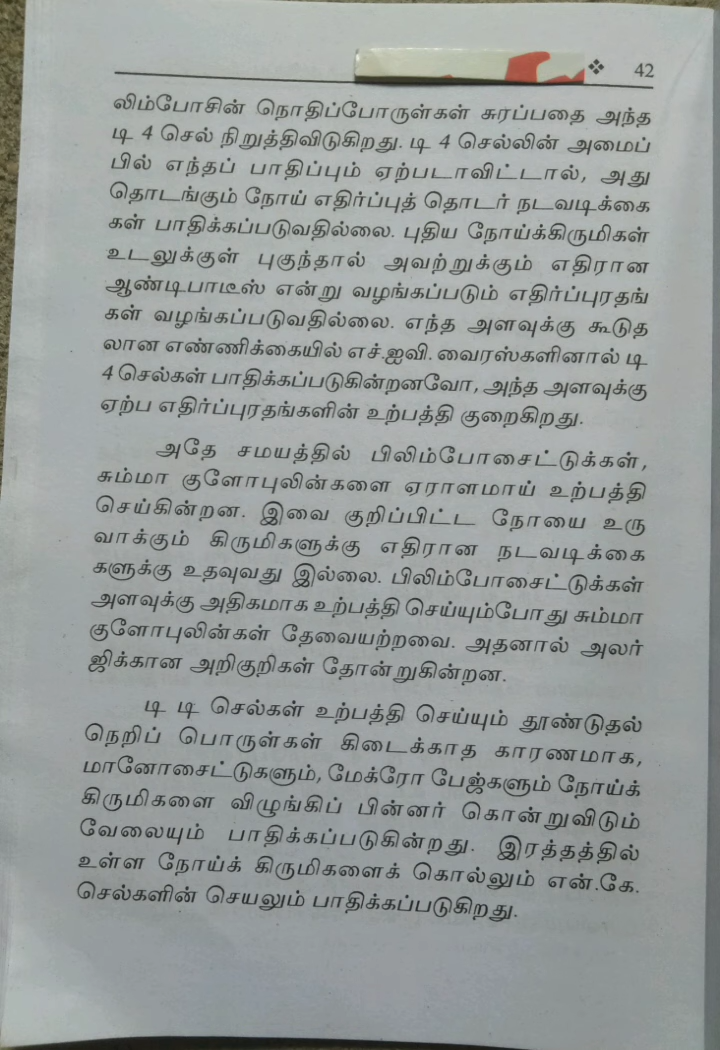 ❖ 42
லிம்போசின் நொதிப்போருள்கள் சுரப்பதை அந்த
டி 4 செல் நிறுத்திவிடுகிறது. டி 4 செல்லின் அமைப்
பில் எந்தப் பாதிப்பும் ஏற்படாவிட்டால், அது
தொடங்கும் நோய் எதிர்ப்புத் தொடர் நடவடிக்கை
கள் பாதிக்கப்படுவதில்லை. புதிய நோய்க்கிருமிகள்
உடலுக்குள் புகுந்தால் அவற்றுக்கும் எதிரான
ஆண்டிபாடீஸ் என்று வழங்கப்படும் எதிர்ப்புரதங்
கள் வழங்கப்படுவதில்லை. எந்த அளவுக்கு கூடுத
லான எண்ணிக்கையில் எச்.ஐவி. வைரஸ்களினால் டி
4 செல்கள் பாதிக்கப்படுகின்றனவோ, அந்த அளவுக்கு
ஏற்ப எதிர்ப்புரதங்களின் உற்பத்தி குறைகிறது.
அதே சமயத்தில் பிலிம்போசைட்டுக்கள்,
சும்மா குளோபுலின்களை ஏராளமாய் உற்பத்தி
செய்கின்றன. இவை குறிப்பிட்ட நோயை உரு
வாக்கும் கிருமிகளுக்கு எதிரான நடவடிக்கை
களுக்கு உதவுவது இல்லை. பிலிம்போசைட்டுக்கள்
அளவுக்கு அதிகமாக உற்பத்தி செய்யும்போது சும்மா
குளோபுலின்கள் தேவையற்றவை. அதனால் அலர்
ஜிக்கான அறிகுறிகள் தோன்றுகின்றன.
டி டி செல்கள் உற்பத்தி செய்யும் தூண்டுதல்
நெறிப் பொருள்கள் கிடைக்காத காரணமாக,
மானோசைட்டுகளும், மேக்ரோ பேஜ்களும் நோய்க்
கிருமிகளை விழுங்கிப் பின்னர் கொன்றுவிடும்
வேலையும் பாதிக்கப்படுகின்றது. இரத்தத்தில்
உள்ள நோய்க் கிருமிகளைக் கொல்லும் என்.கே.
செல்களின் செயலும் பாதிக்கப்படுகிறது.